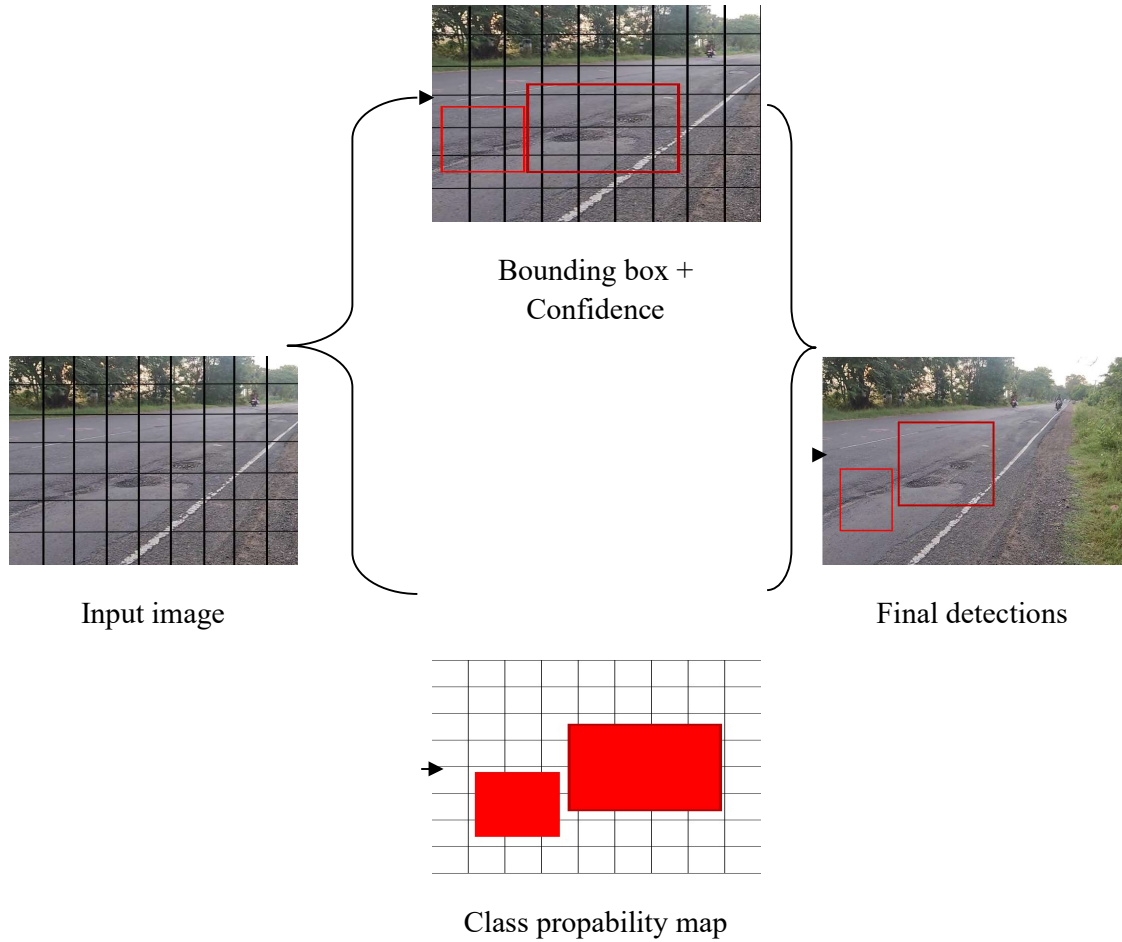 Bounding box +
Confidence
Input image
Final detections
Class propability map